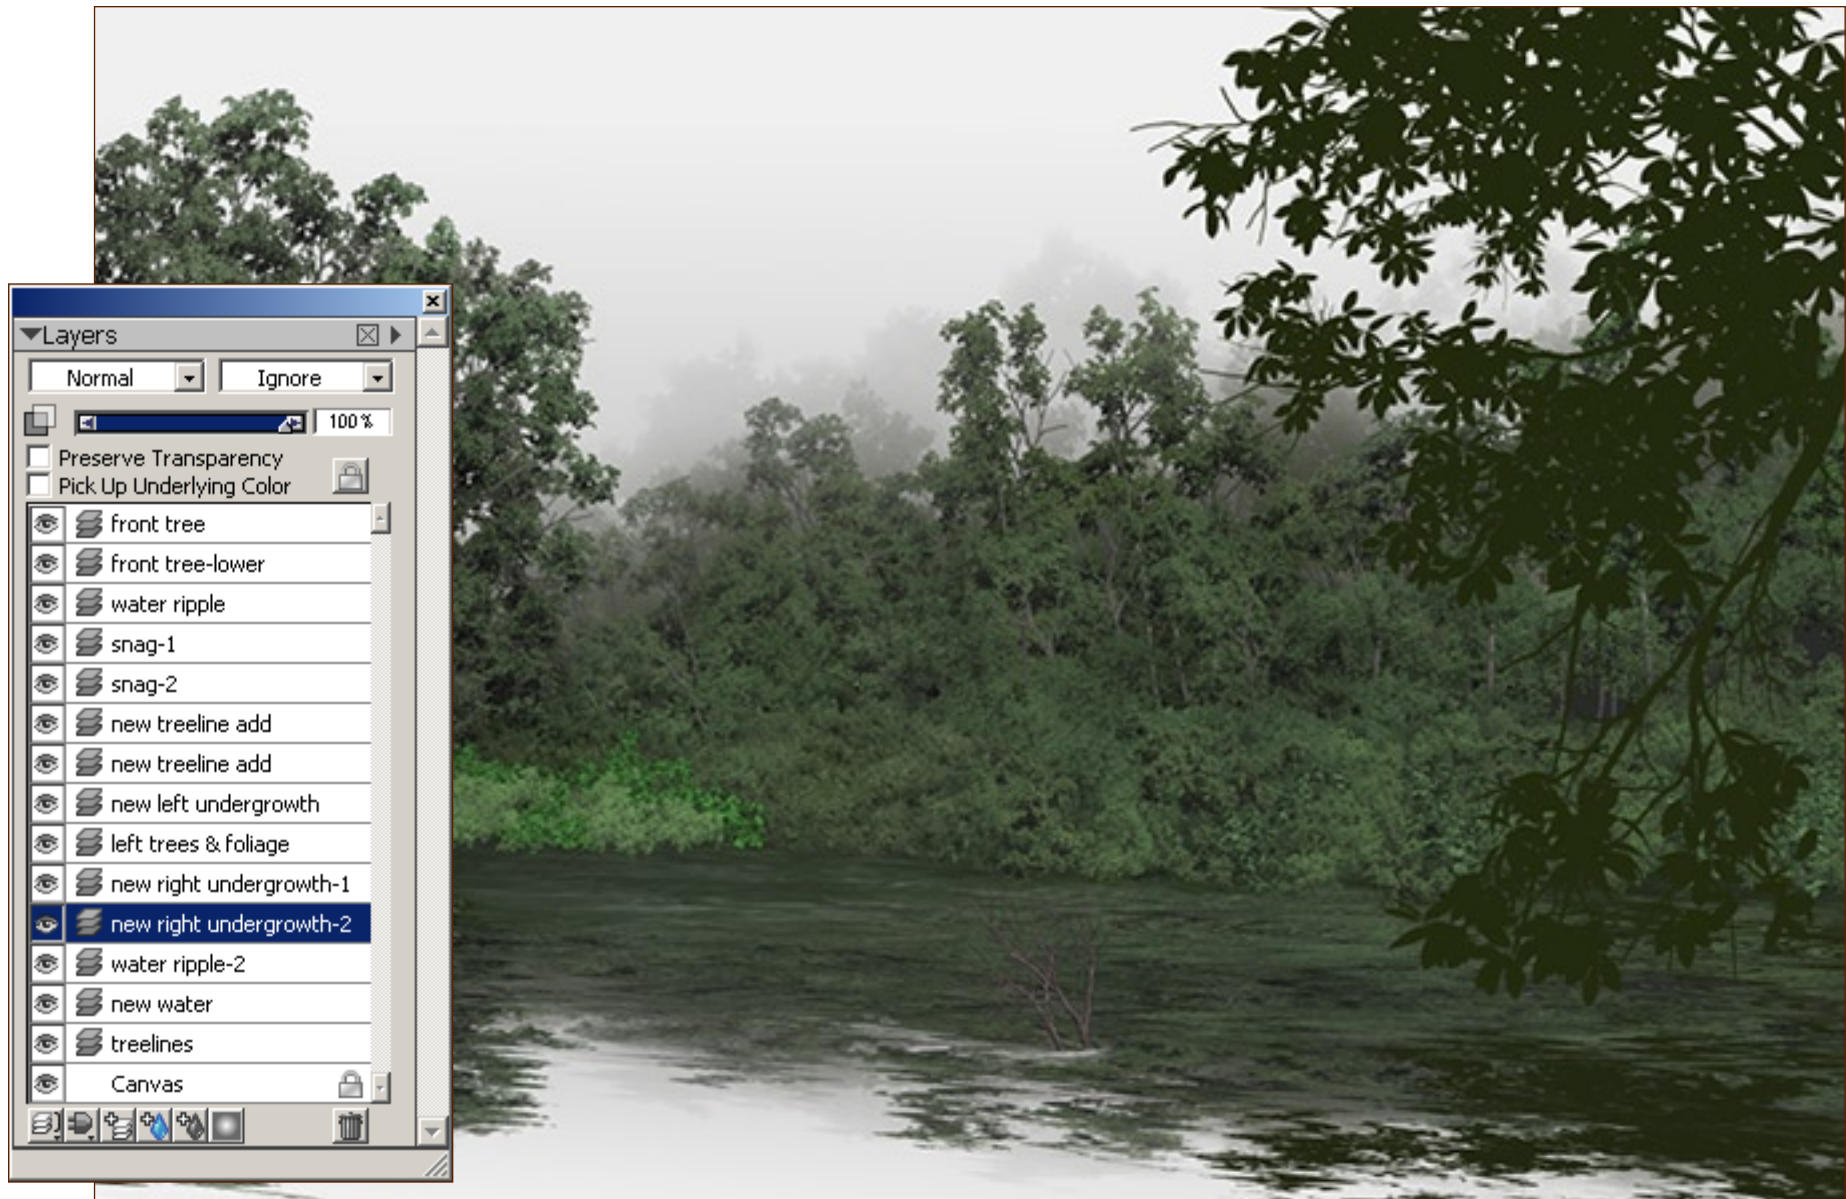 Layers
Normal Ignore
100%
Preserve Transparency
Pick Up Underlying Color
front tree
front tree-lower
water ripple
snag-1
snag-2
new treeline add
new treeline add
new left undergrowth
left trees & foliage
new right undergrowth-1
new right undergrowth-2
water ripple-2
new water
treelines
Canvas